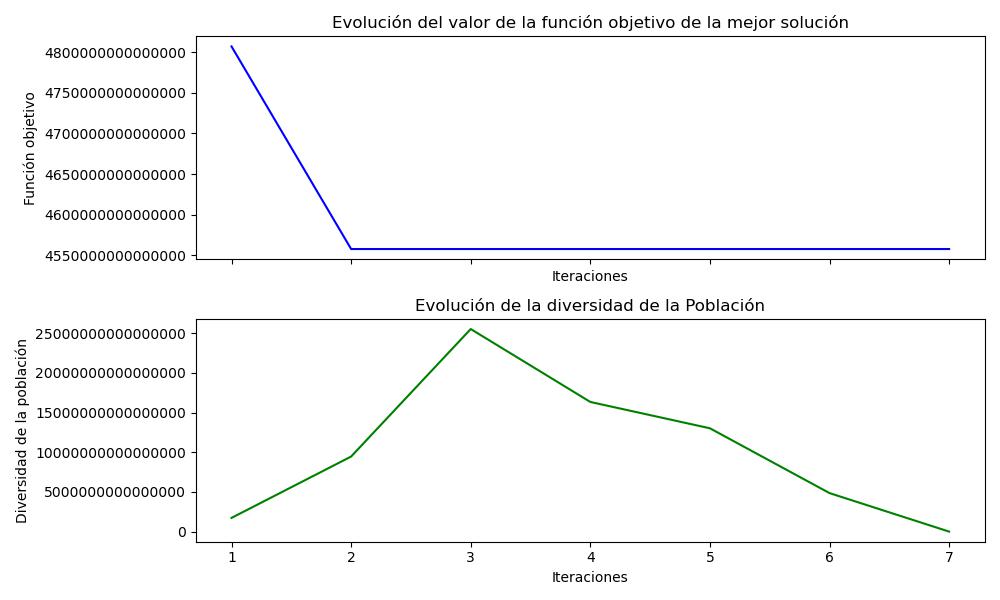 Evolución del valor de la función objetivo de la mejor solución
Función objetivo
4800000000000000
4750000000000000
4700000000000000
4650000000000000
4600000000000000
4550000000000000
Iteraciones
Evolución de la diversidad de la Población
Diversidad de la población
25000000000000000
20000000000000000
15000000000000000
10000000000000000
5000000000000000
0
1 2 3 4 5 6 7
Iteraciones